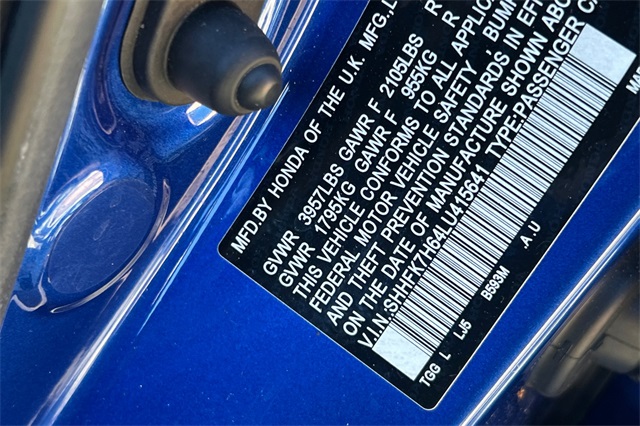 MFD.BY HONDA OF THE U.K. MFG.,L
GVWR 3957LBS GAWR F 2105LBS R
GVWR 1795KG GAWR F 955KG R
THIS VEHICLE CONFORMS TO ALL APPLIC
FEDERAL MOTOR VEHICLE SAFETY, BUM
AND THEFT PREVENTION STANDARDS IN EFF
ON THE DATE OF MANUFACTURE SHOWN ABO
V.I.N.:SHHFK7H64LU415641 TYPE:PASSENGER C
TGG L LJ5 B593M A U